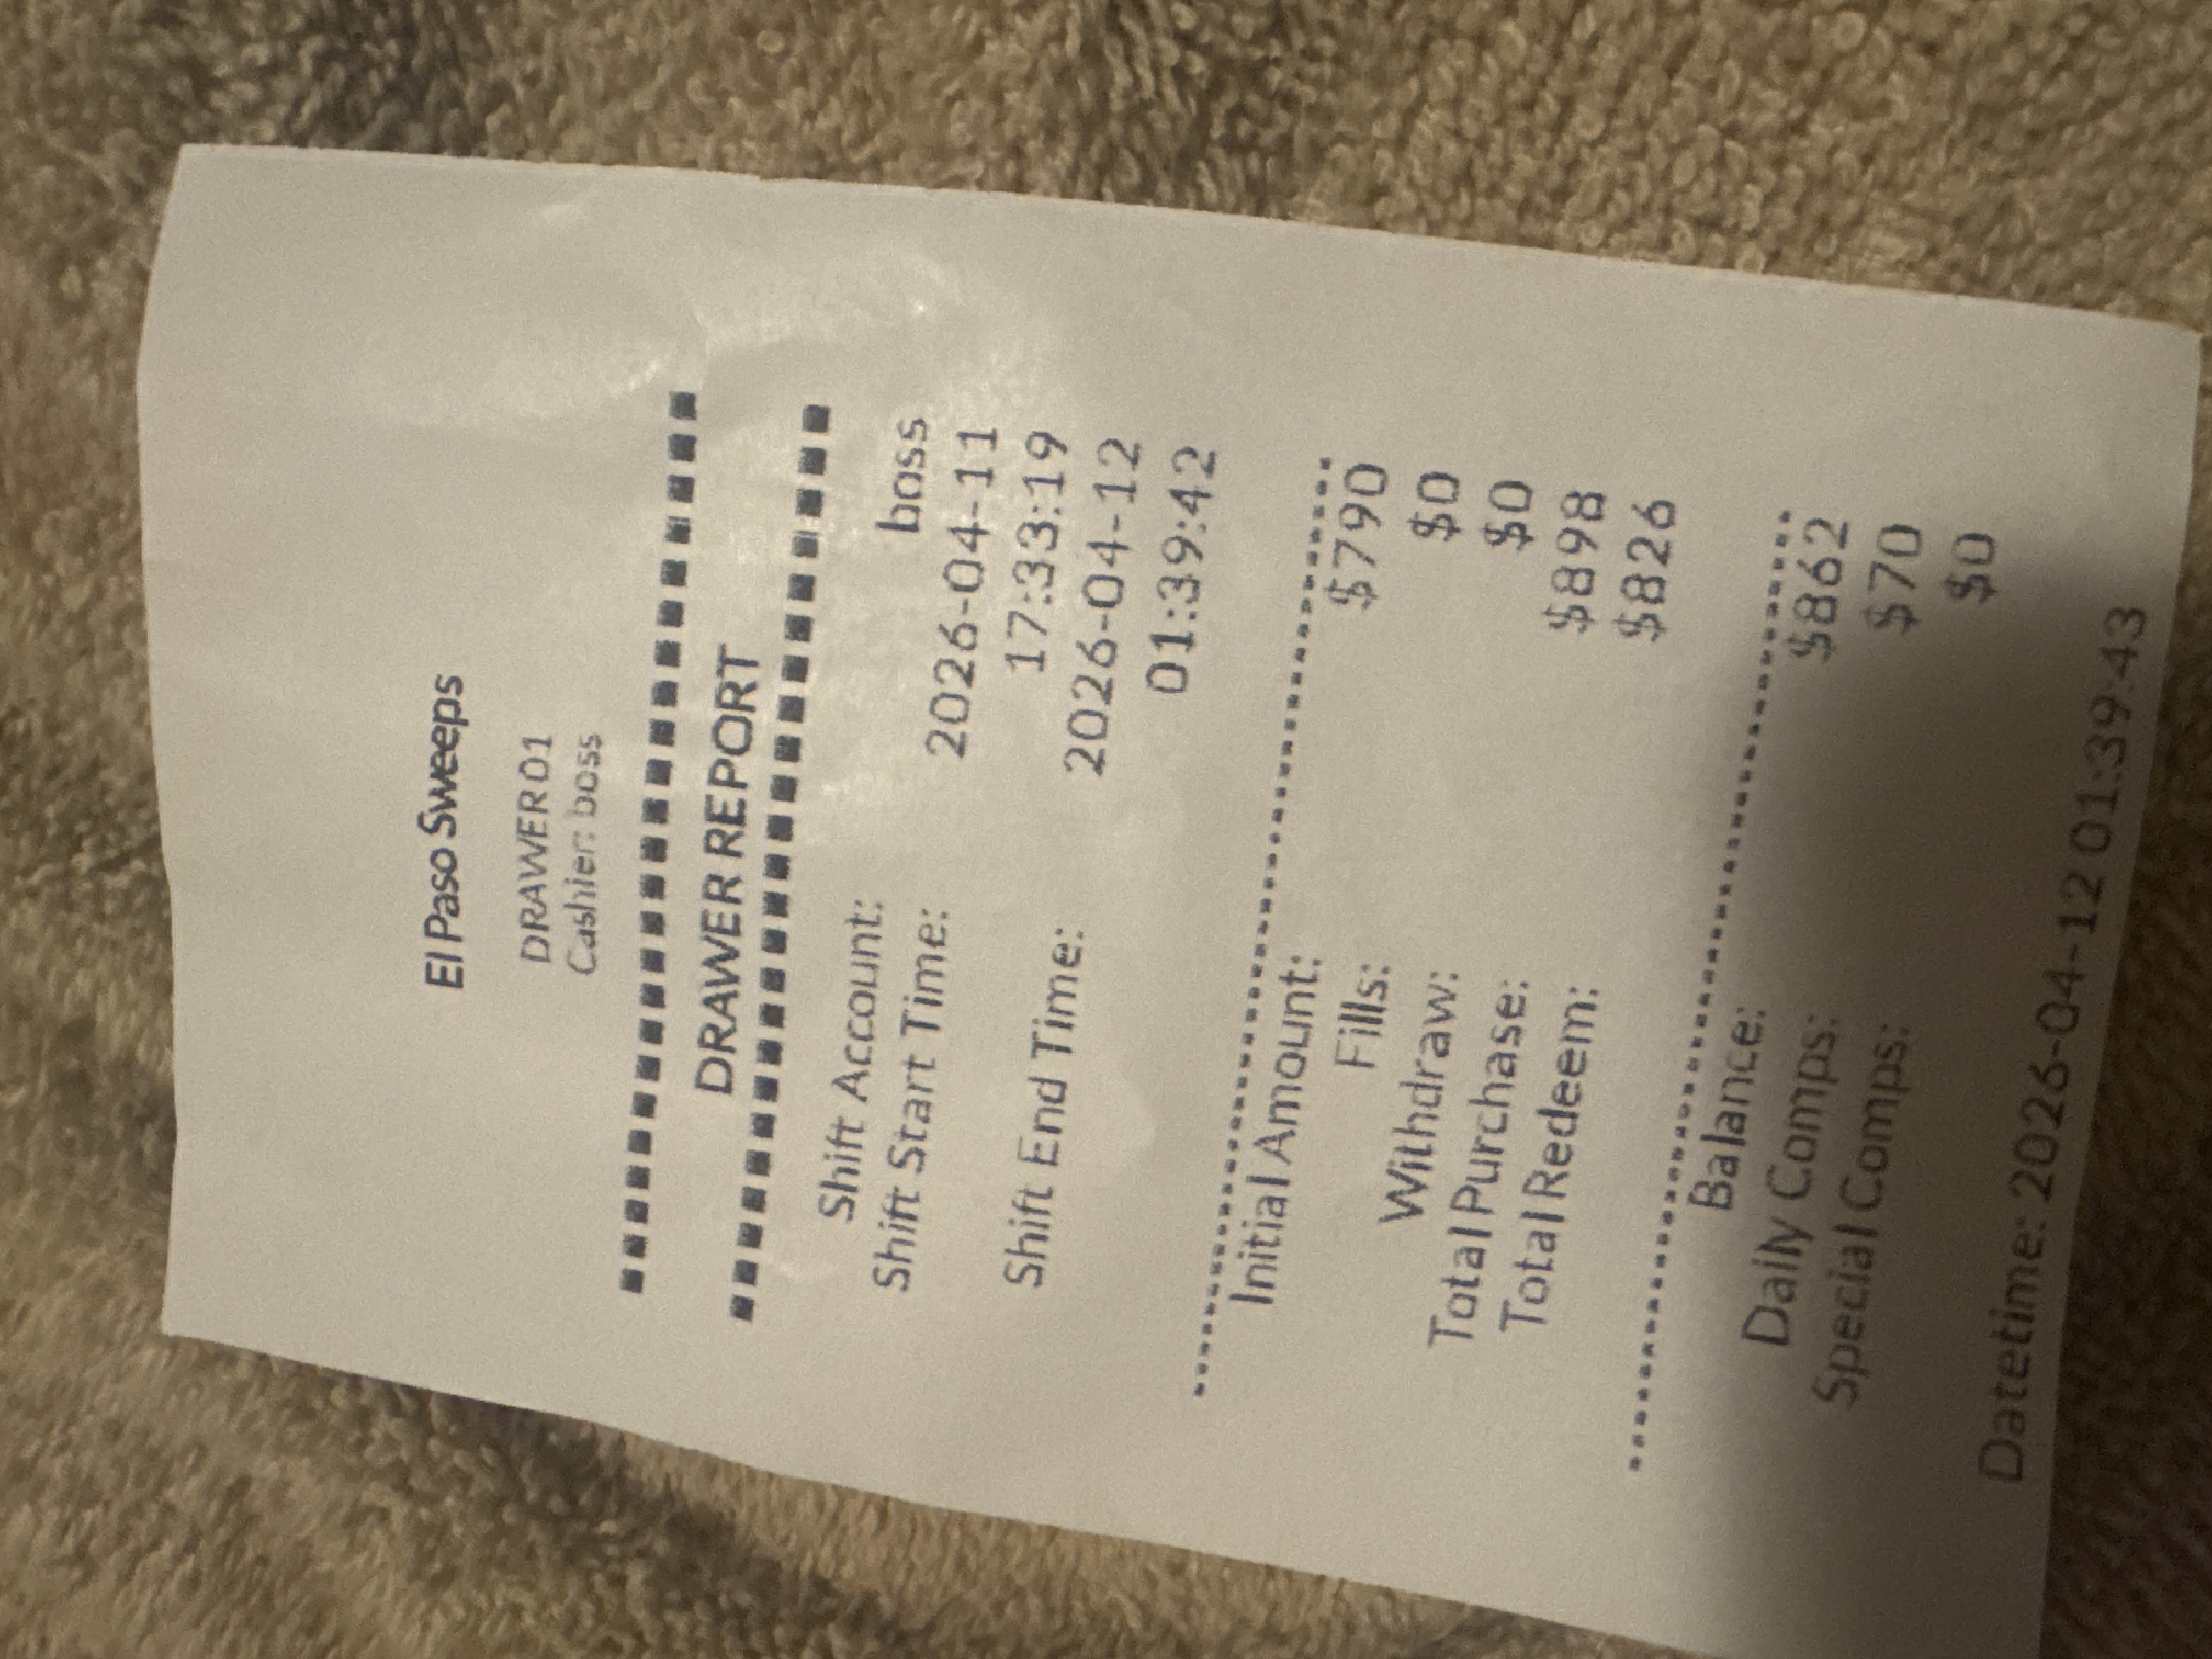 El Paso Sweeps
DRAWER01
Cashier: boss
DRAWER REPORT
Shift Account: boss
Shift Start Time: 2026-04-11
17:33:19
Shift End Time: 2026-04-12
01:39:42
Initial Amount: $790
Fills: $0
Withdraw: $0
Total Purchase: $898
Total Redeem: $826
Balance: $862
Daily Comps: $70
Special Comps: $0
Datetime: 2026-04-12 01:39:43